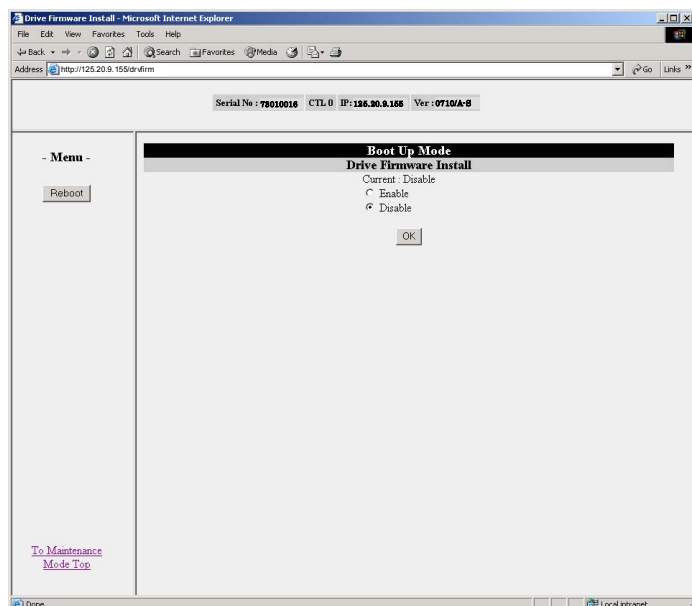 Drive Firmware Install - Microsoft Internet Explorer
File Edit View Favorites Tools Help
Back Search Favorites Media
Address http://125.20.9.155/drvfirm Go Links »
Serial No : 73010016 CTL 0 IP : 125.20.9.155 Ver : 0710/A-S
- Menu -
Reboot
Boot Up Mode
Drive Firmware Install
Current : Disable
Enable
Disable
OK
To Maintenance
Mode Top
Done Local intranet